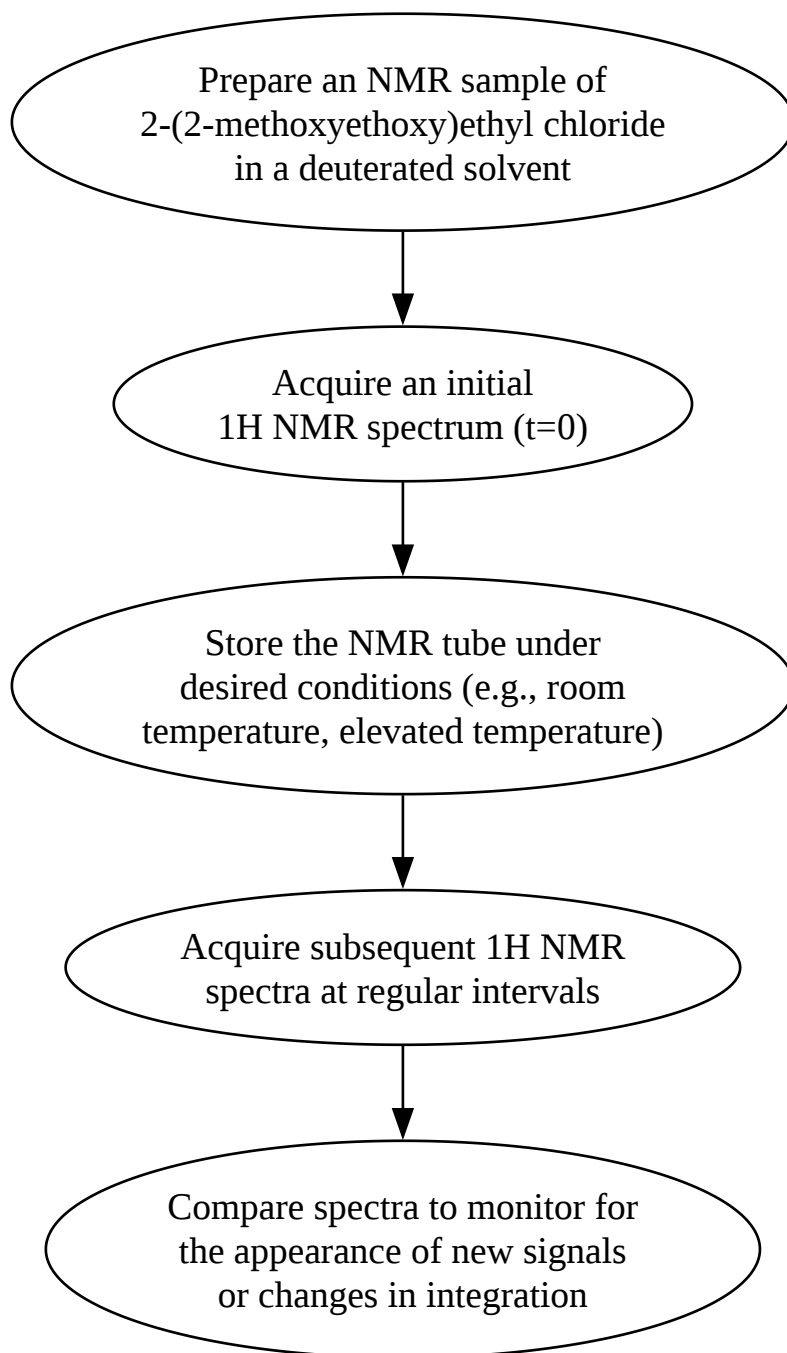 Prepare an NMR sample of
2-(2-methoxyethoxy)ethyl chloride
in a deuterated solvent
Acquire an initial
1H NMR spectrum (t=0)
Store the NMR tube under
desired conditions (e.g., room
temperature, elevated temperature)
Acquire subsequent 1H NMR
spectra at regular intervals
Compare spectra to monitor for
the appearance of new signals
or changes in integration